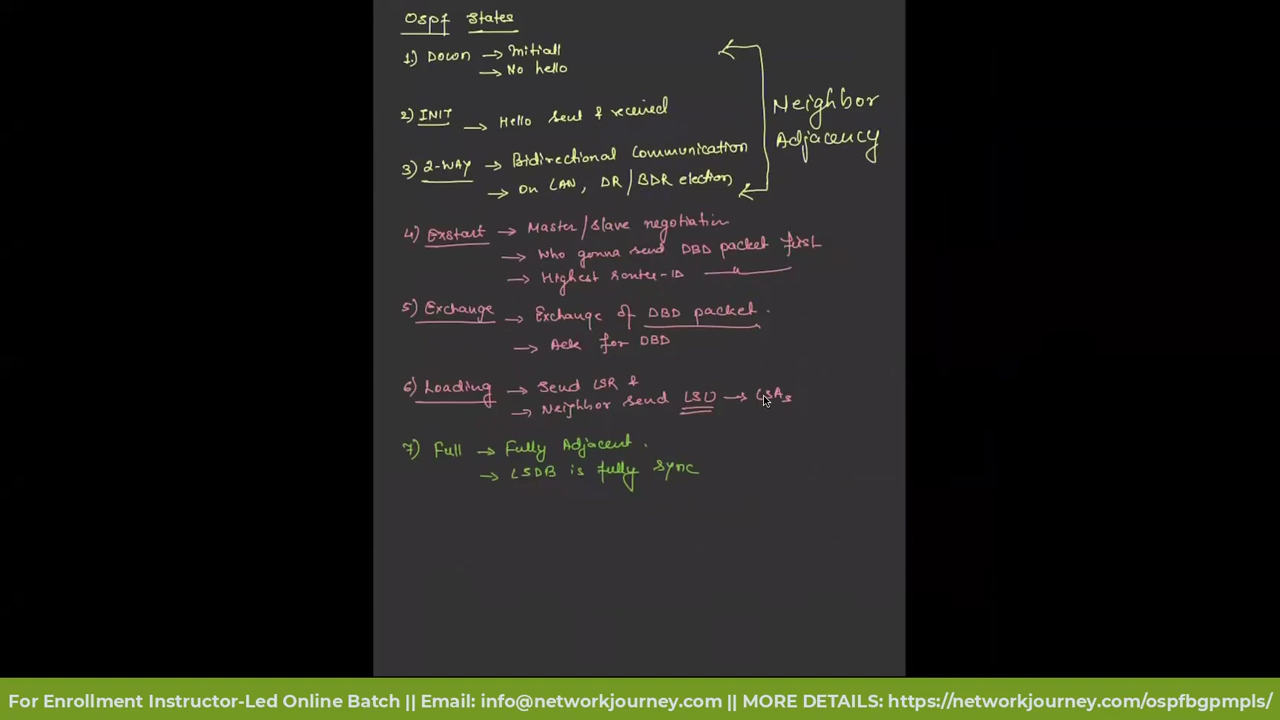 Ospf States
1.) Down → Initiall
→ No hello
2) INIT → Hello sent & received
3) 2-WAY → Bidirectional Communication
→ On LAN, DR/BDR election
Neighbor
Adjacency
4) Exstart → Master/slave negotiation
→ Who gonna send DBD packet first
→ Highest router-ID — " —
5) Exchange → Exchange of DBD packet.
→ Ack for DBD
6) Loading → Send LSR &
→ Neighbor send LSU → LSAs
7) Full → Fully Adjacent.
→ LSDB is fully sync
For Enrollment Instructor-Led Online Batch || Email: info@networkjourney.com || MORE DETAILS: https://networkjourney.com/ospfbgpmpls/